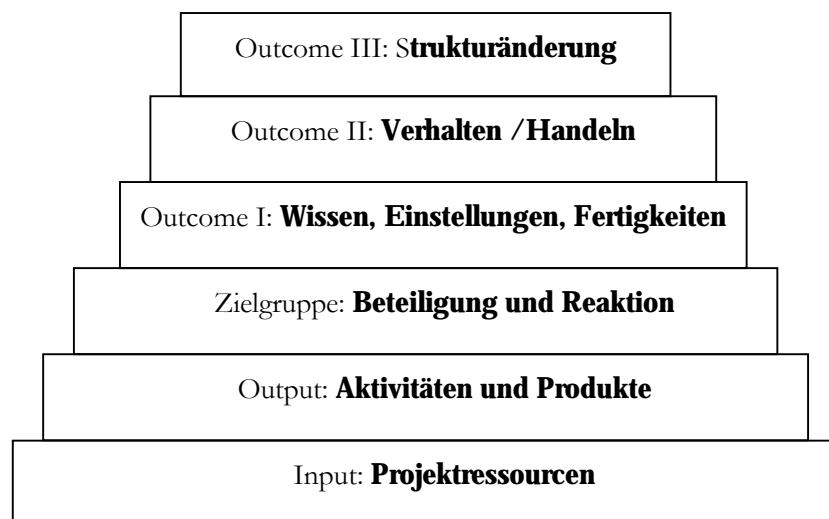 Outcome III: Strukturänderung
Outcome II: Verhalten /Handeln
Outcome I: Wissen, Einstellungen, Fertigkeiten
Zielgruppe: Beteiligung und Reaktion
Output: Aktivitäten und Produkte
Input: Projektressourcen